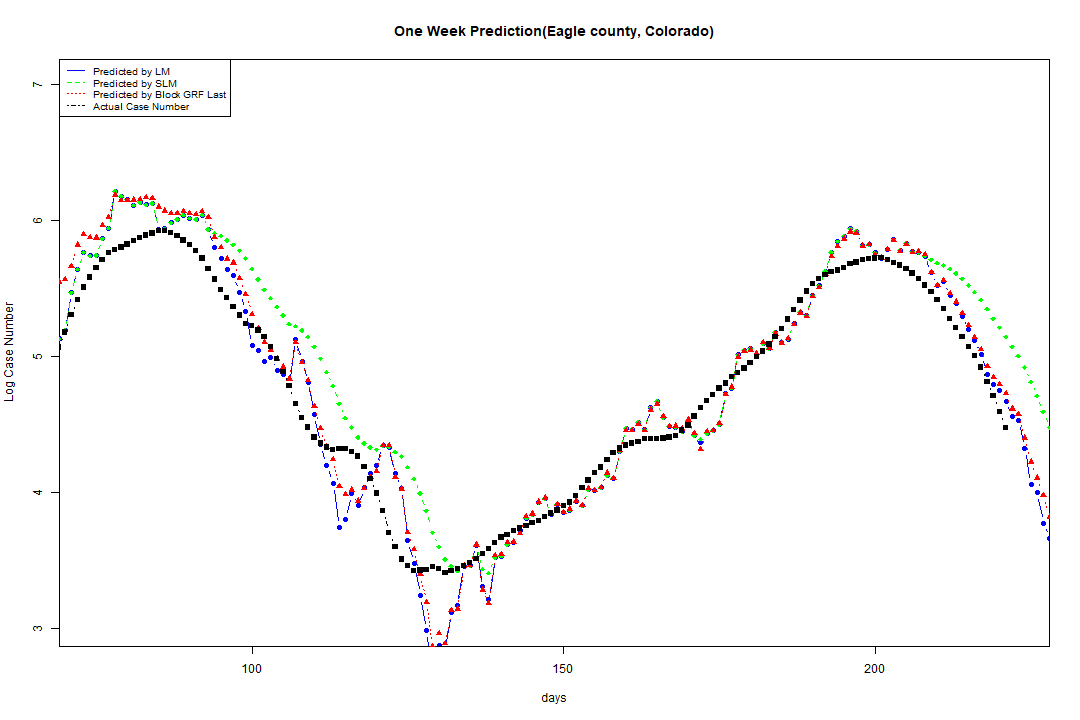 One Week Prediction(Eagle county, Colorado)
Predicted by LM
Predicted by SLM
Predicted by Block GRF Last
Actual Case Number
7
6
5
4
3
Log Case Number
100
150
200
days